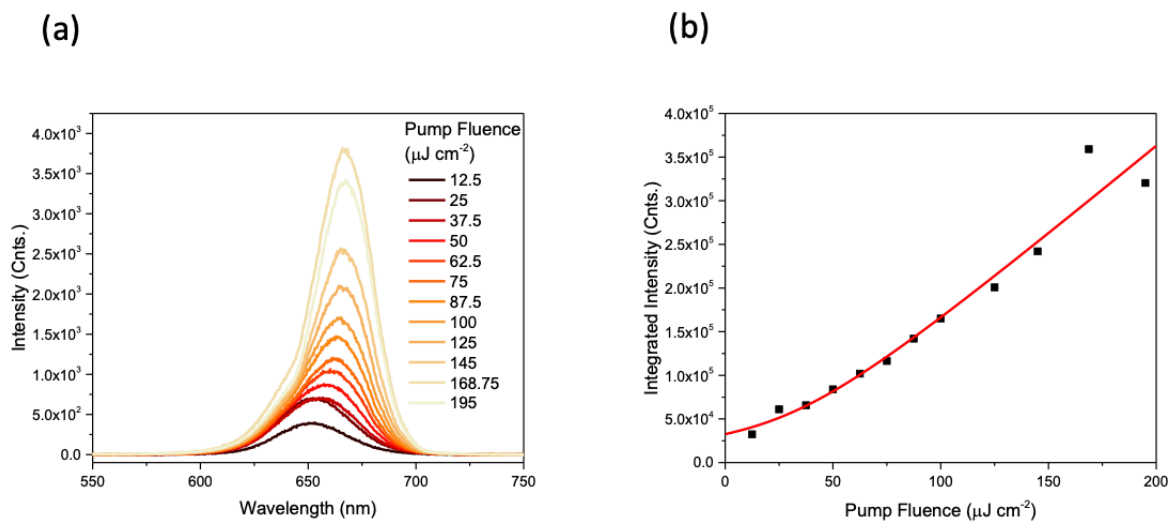 (a)
Pump Fluence
(μJ cm⁻²)
12.5
25
37.5
50
62.5
75
87.5
100
125
145
168.75
195
4.0x10³
3.5x10³
3.0x10³
2.5x10³
2.0x10³
1.5x10³
1.0x10³
5.0x10²
0.0
550
600
650
700
750
Intensity (Cnts.)
Wavelength (nm)
(b)
4.0x10⁵
3.5x10⁵
3.0x10⁵
2.5x10⁵
2.0x10⁵
1.5x10⁵
1.0x10⁵
5.0x10⁴
0.0
0
50
100
150
200
Integrated Intensity (Cnts.)
Pump Fluence (μJ cm⁻²)